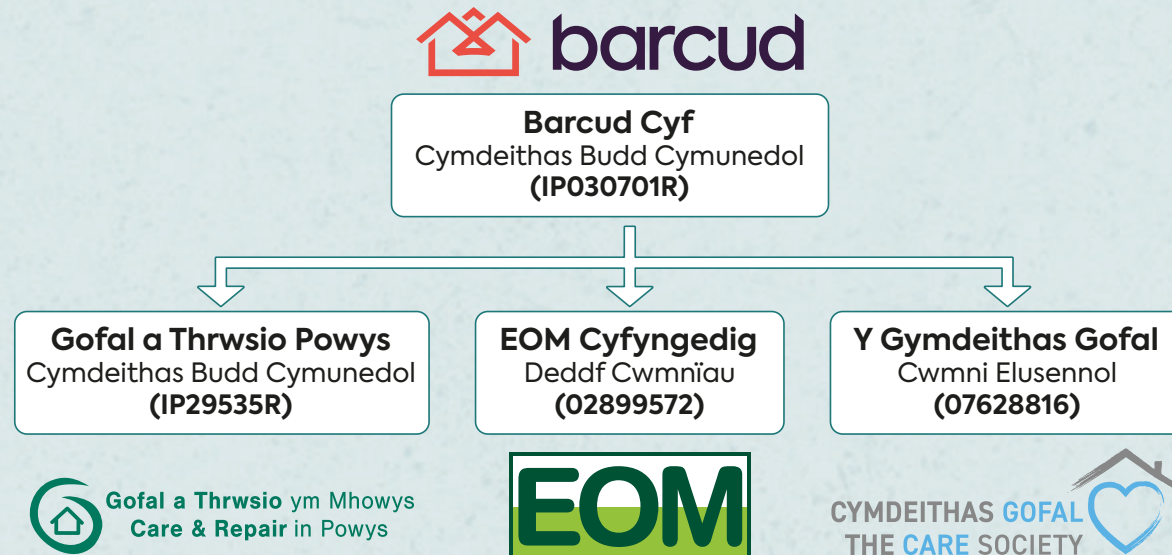 barcud
Barcud Cyf
Cymdeithas Budd Cymunedol
(IP030701R)
Gofal a Thrwsio Powys
Cymdeithas Budd Cymunedol
(IP29535R)
EOM Cyfyngedig
Deddf Cwmnïau
(02899572)
Y Gymdeithas Gofal
Cwmni Elusennol
(07628816)
Gofal a Thrwsio ym Mhowys
Care & Repair in Powys
EOM
CYMDEITHAS GOFAL
THE CARE SOCIETY